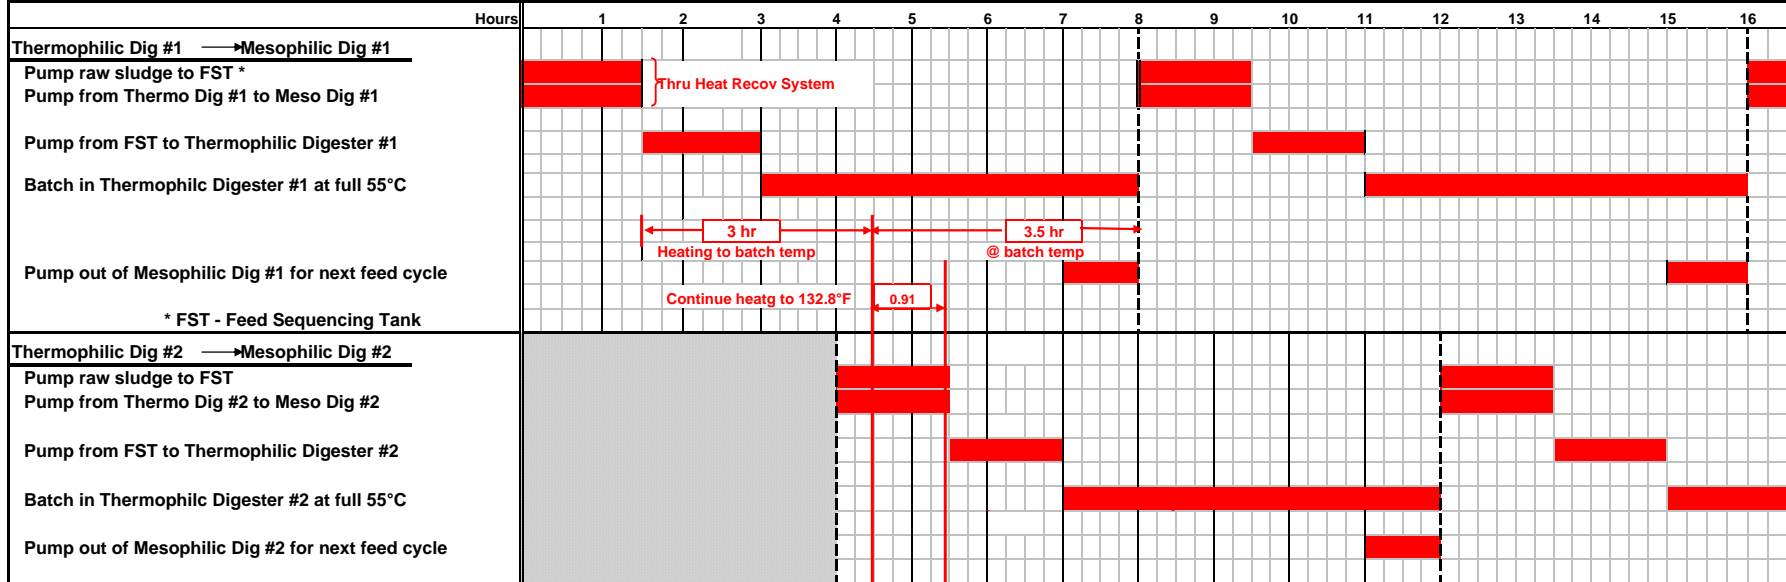 Hours 1 2 3 4 5 6 7 8 9 10 11 12 13 14 15 16
Thermophilic Dig #1 → Mesophilic Dig #1
Pump raw sludge to FST *
Thru Heat Recov System
Pump from Thermo Dig #1 to Meso Dig #1
Pump from FST to Thermophilic Digester #1
Batch in Thermophilc Digester #1 at full 55°C
3 hr 3.5 hr
Heating to batch temp @ batch temp
Pump out of Mesophilic Dig #1 for next feed cycle
Continue heatg to 132.8°F 0.91
* FST - Feed Sequencing Tank
Thermophilic Dig #2 → Mesophilic Dig #2
Pump raw sludge to FST
Pump from Thermo Dig #2 to Meso Dig #2
Pump from FST to Thermophilic Digester #2
Batch in Thermophilc Digester #2 at full 55°C
Pump out of Mesophilic Dig #2 for next feed cycle